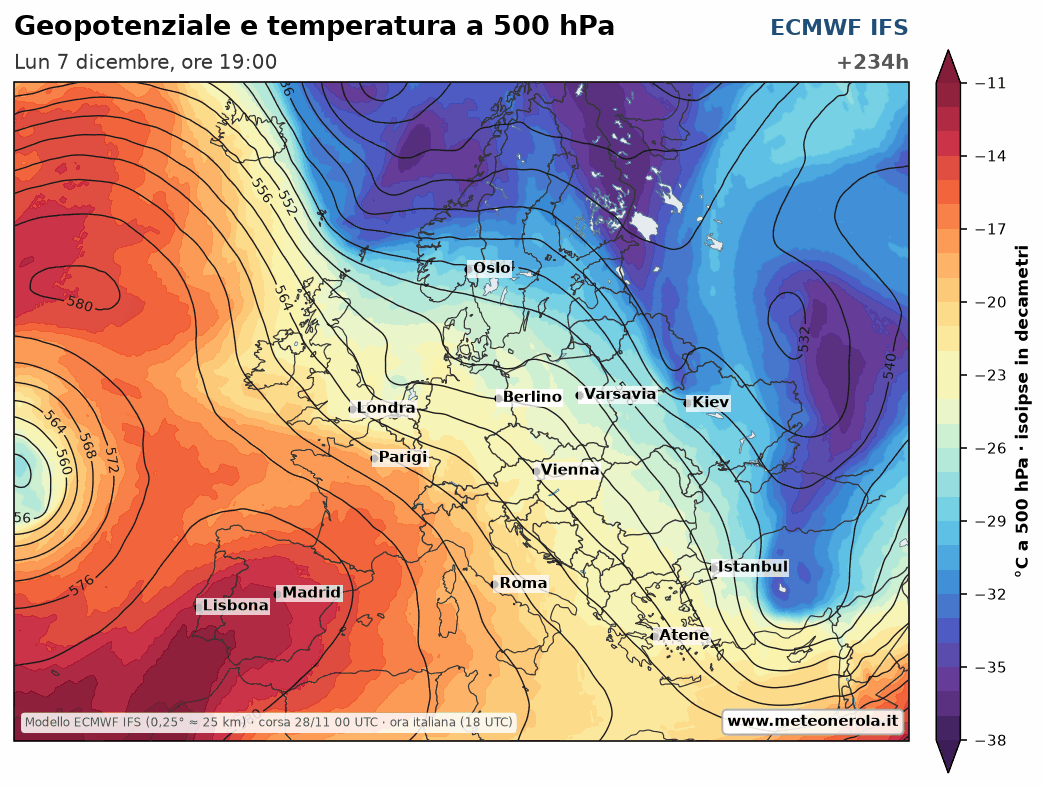 Geopotenziale e temperatura a 500 hPa
ECMWF IFS
Lun 7 dicembre, ore 19:00
+234h
556
552
564
580
532
540
564
560
568
572
56
576
Oslo
Londra
Berlino
Varsavia
Kiev
Parigi
Vienna
Istanbul
Roma
Madrid
Lisbona
Atene
Modello ECMWF IFS (0,25° ≈ 25 km) · corsa 28/11 00 UTC · ora italiana (18 UTC)
www.meteonerola.it
−11
−14
−17
−20
−23
−26
−29
−32
−35
−38
°C a 500 hPa · isoipse in decametri